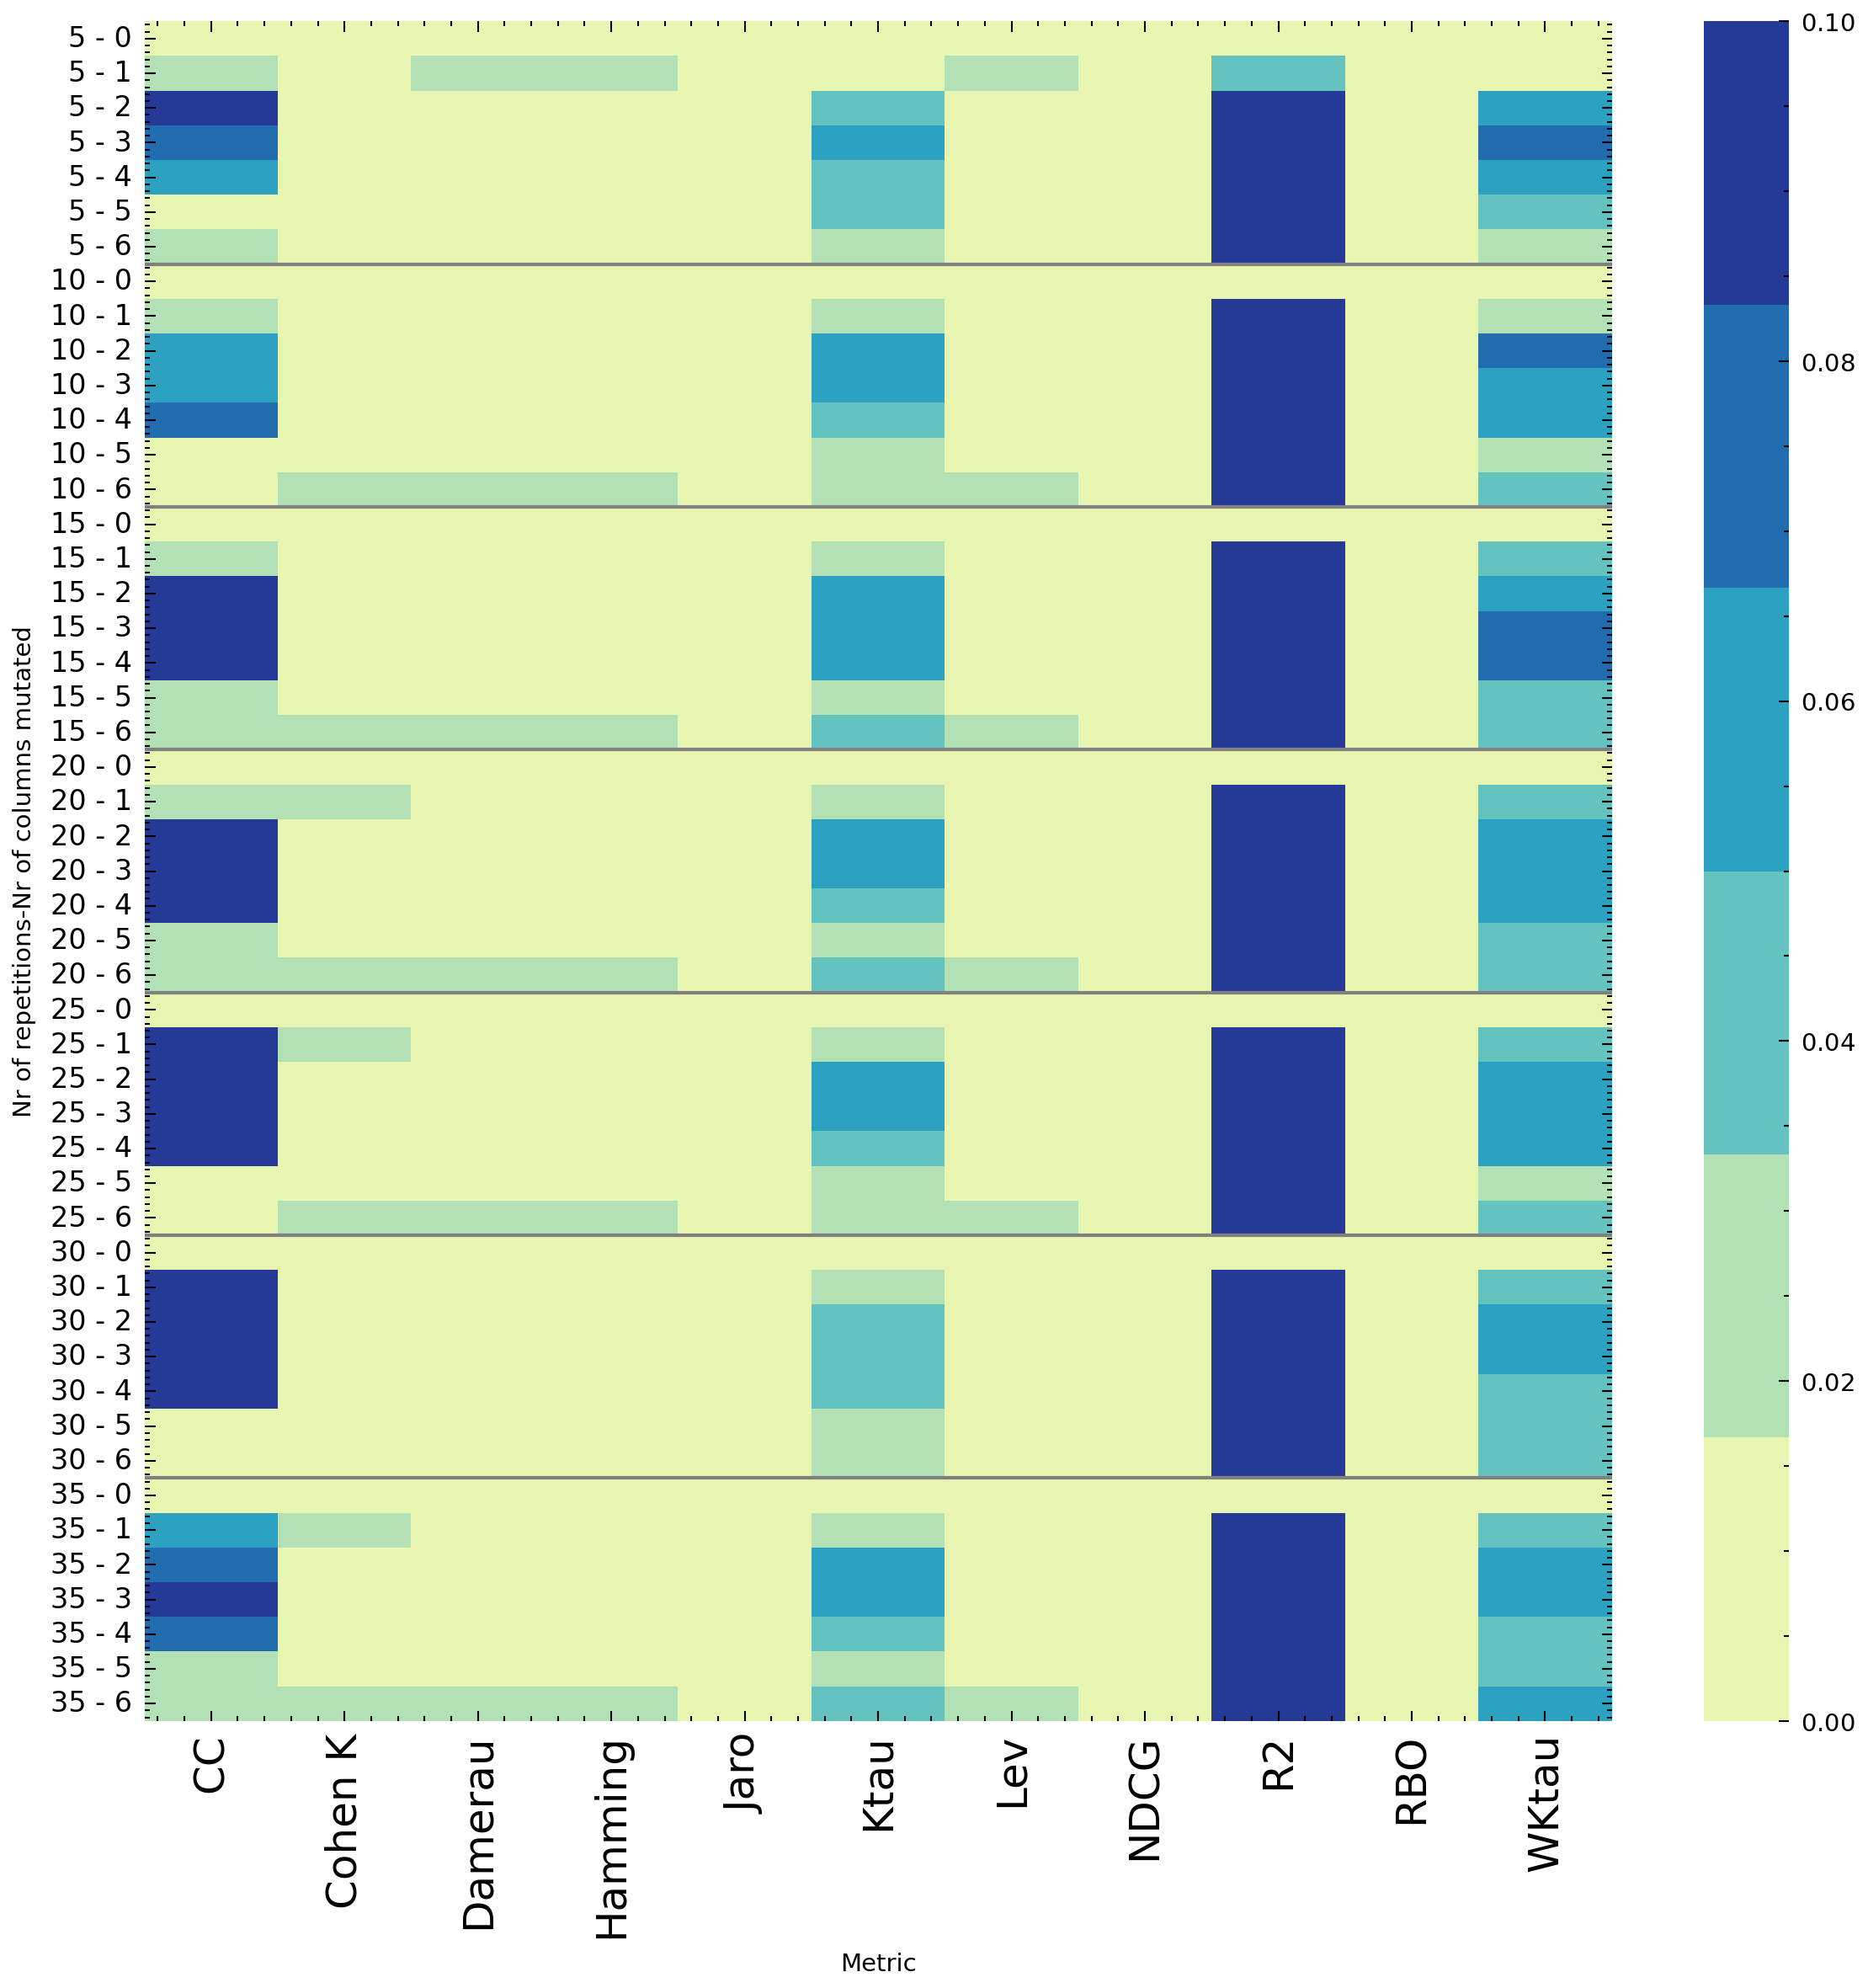 Nr of repetitions-Nr of columns mutated
5 - 0
5 - 1
5 - 2
5 - 3
5 - 4
5 - 5
5 - 6
10 - 0
10 - 1
10 - 2
10 - 3
10 - 4
10 - 5
10 - 6
15 - 0
15 - 1
15 - 2
15 - 3
15 - 4
15 - 5
15 - 6
20 - 0
20 - 1
20 - 2
20 - 3
20 - 4
20 - 5
20 - 6
25 - 0
25 - 1
25 - 2
25 - 3
25 - 4
25 - 5
25 - 6
30 - 0
30 - 1
30 - 2
30 - 3
30 - 4
30 - 5
30 - 6
35 - 0
35 - 1
35 - 2
35 - 3
35 - 4
35 - 5
35 - 6
CC
Cohen K
Damerau
Hamming
Jaro
Ktau
Lev
NDCG
R2
RBO
WKtau
Metric
0.10
0.08
0.06
0.04
0.02
0.00